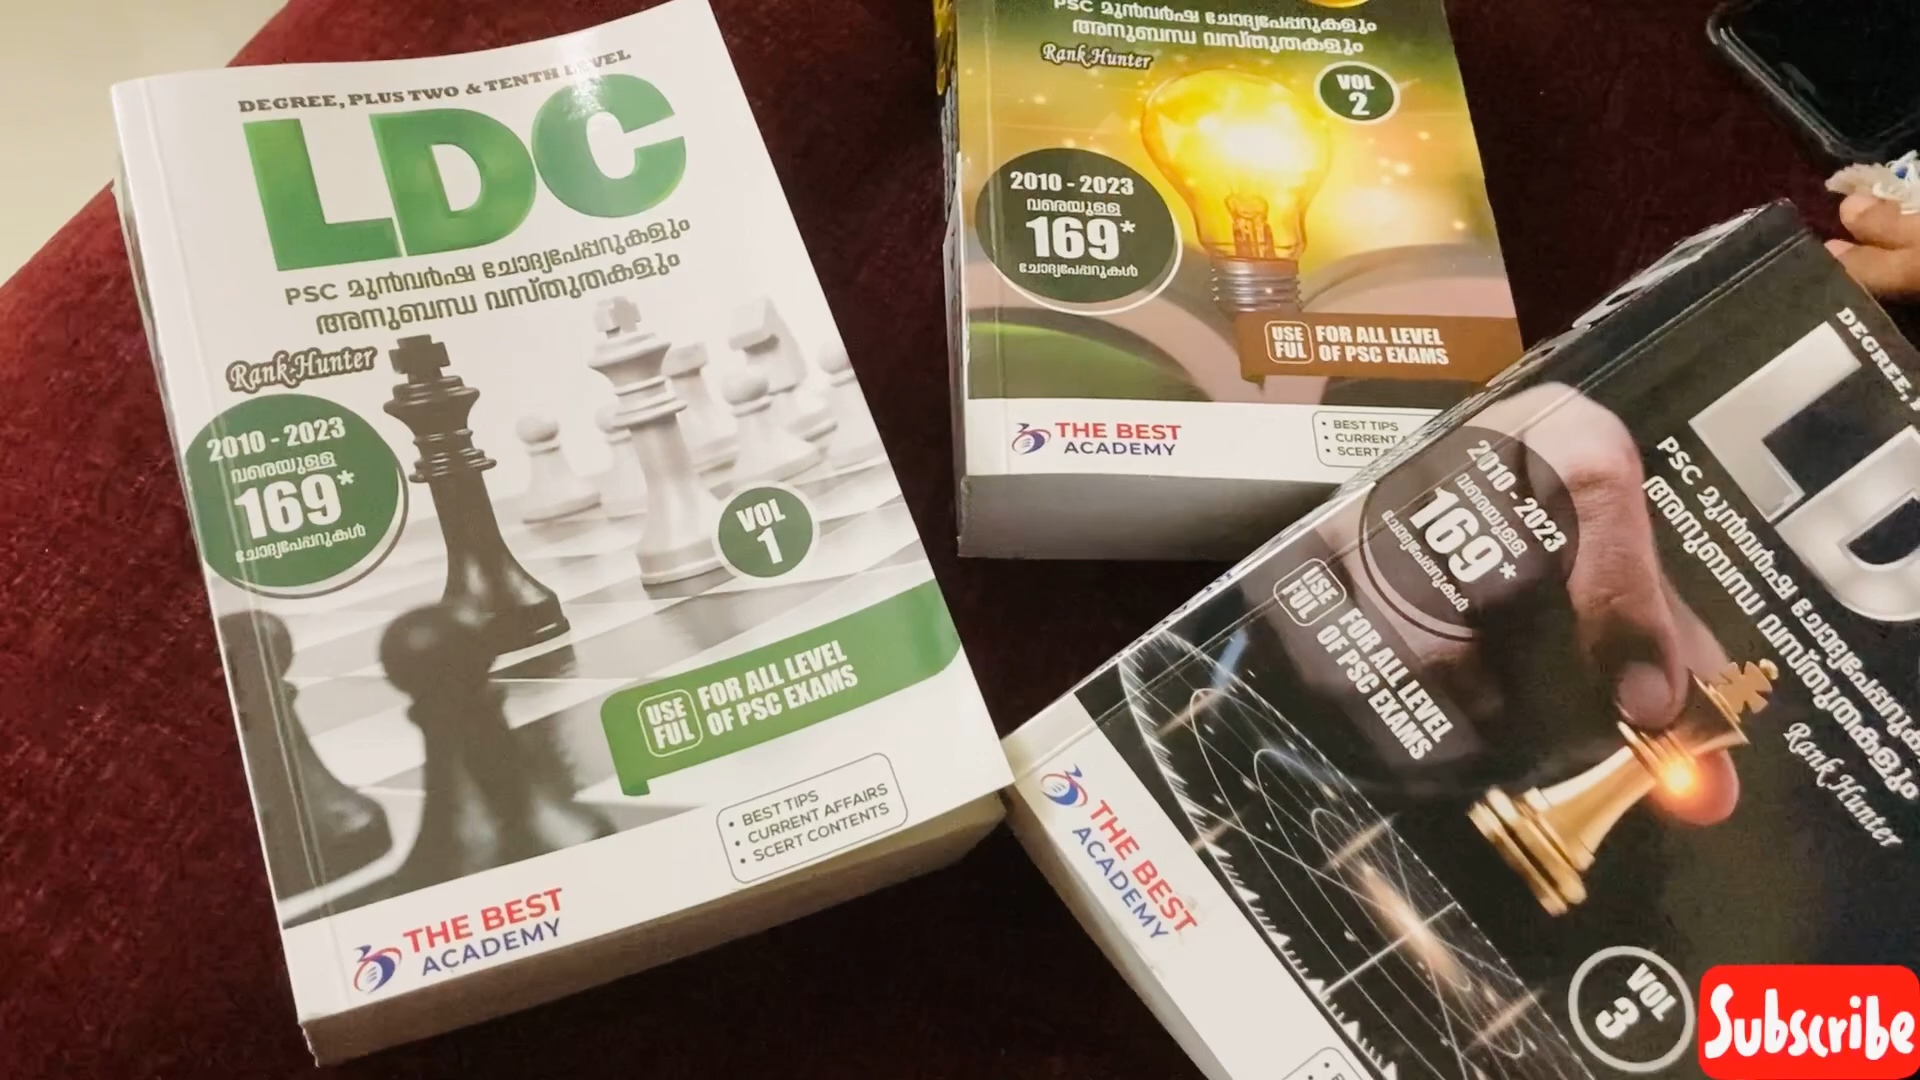 DEGREE, PLUS TWO & TENTH LEVEL
LDC
PSC മുൻവർഷ ചോദ്യപേപ്പറുകളും
അനുബന്ധ വസ്തുതകളും
Rank-Hunter
2010 - 2023
വരെയുള്ള
169*
ചോദ്യപേപ്പറുകൾ
VOL
1
USE
FUL
FOR ALL LEVEL
OF PSC EXAMS
• BEST TIPS
• CURRENT AFFAIRS
• SCERT CONTENTS
THE BEST
ACADEMY
PSC മുൻവർഷ ചോദ്യപേപ്പറുകളും
അനുബന്ധ വസ്തുതകളും
Rank-Hunter
VOL
2
2010 - 2023
വരെയുള്ള
169*
ചോദ്യപേപ്പറുകൾ
USE
FUL
FOR ALL LEVEL
OF PSC EXAMS
THE BEST
ACADEMY
• BEST TIPS
• CURRENT
• SCERT
DEGREE,
LD
PSC മുൻവർഷ ചോദ്യപേപ്പറുകളും
അനുബന്ധ വസ്തുതകളും
Rank Hunter
2010 - 2023
വരെയുള്ള
169*
ചോദ്യപേപ്പറുകൾ
USE
FUL
FOR ALL LEVEL
OF PSC EXAMS
THE BEST
ACADEMY
VOL
3
Subscribe